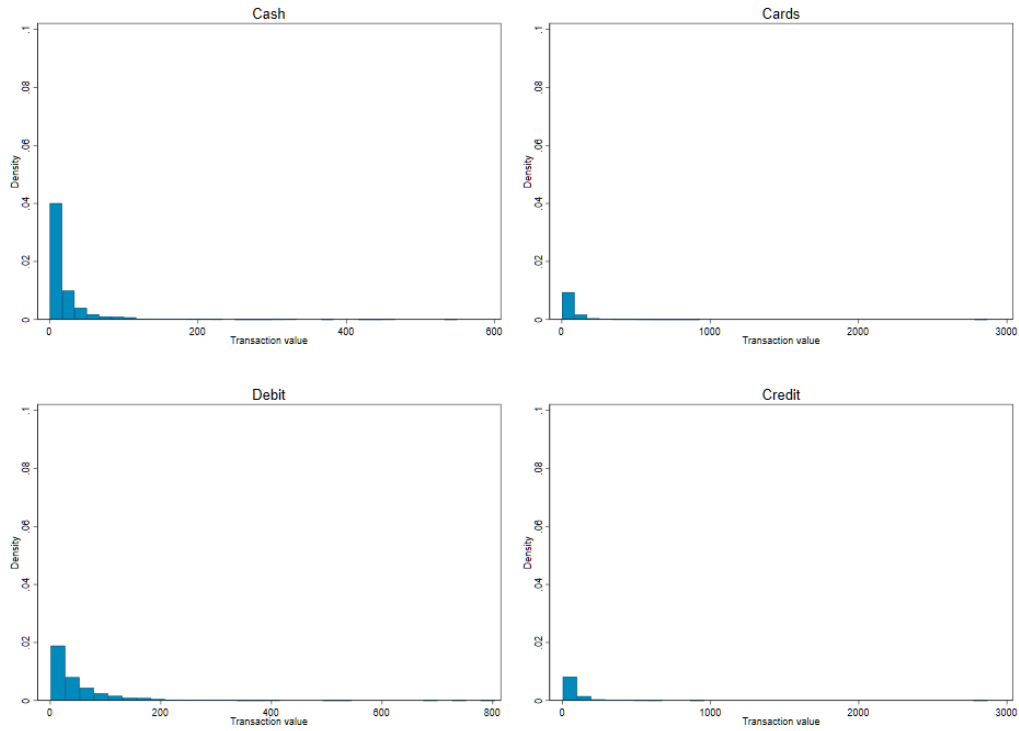 Cash
.1
.08
.06
.04
.02
0
Density
0 200 400 600
Transaction value
Cards
.1
.08
.06
.04
.02
0
Density
0 1000 2000 3000
Transaction value
Debit
.1
.08
.06
.04
.02
0
Density
0 200 400 600 800
Transaction value
Credit
.1
.08
.06
.04
.02
0
Density
0 1000 2000 3000
Transaction value